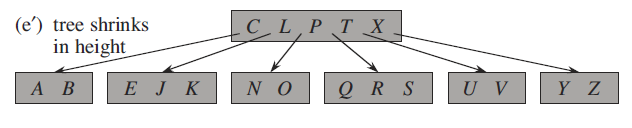 (e′) tree shrinks
in height
C L P T X
A B
E J K
N O
Q R S
U V
Y Z